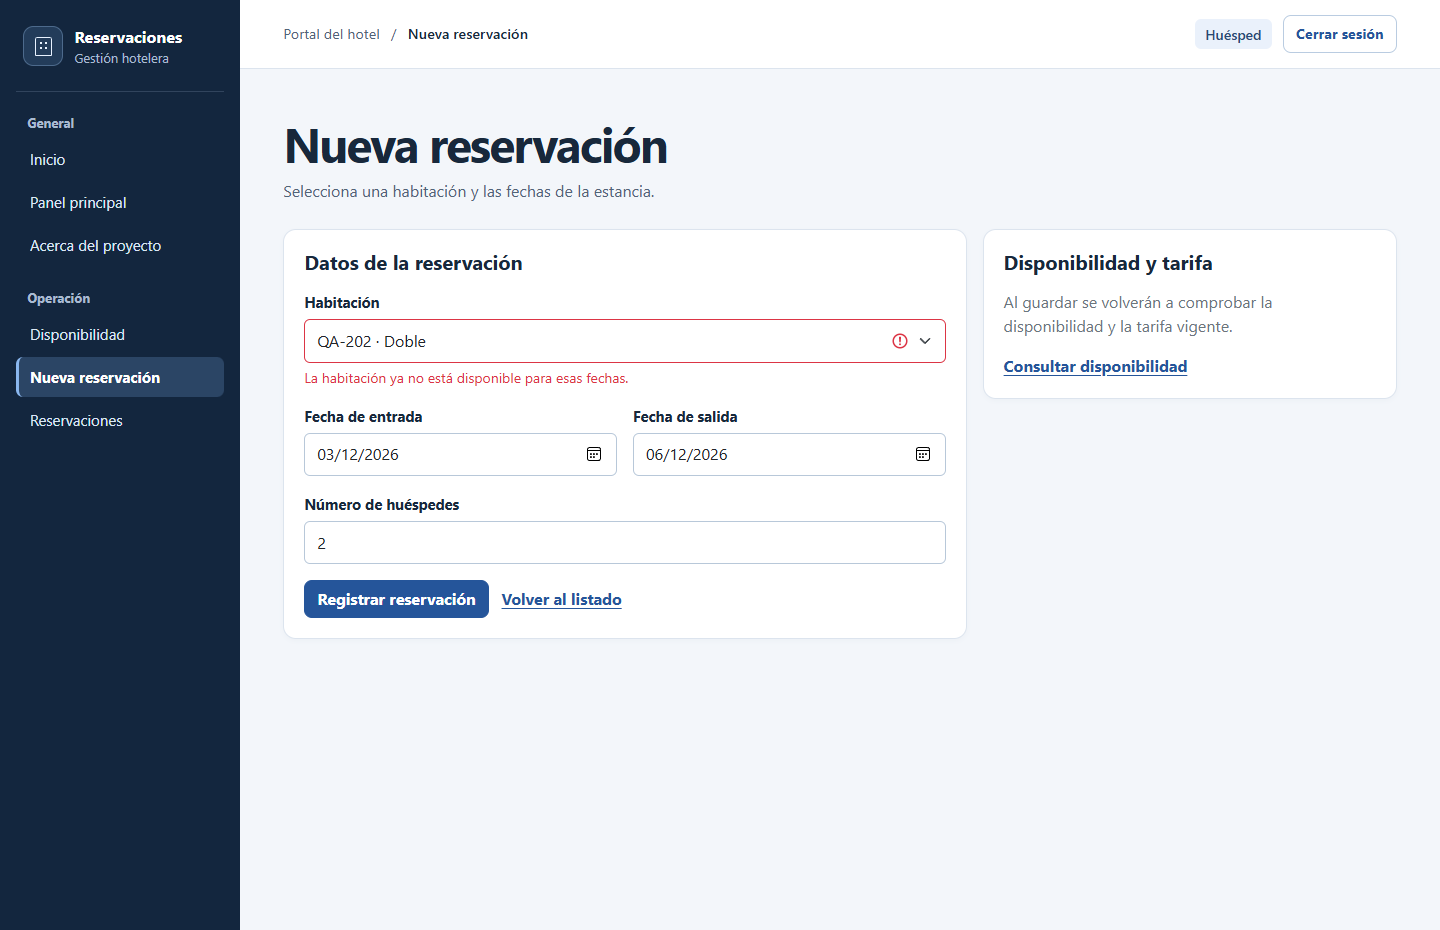 Reservaciones
Gestión hotelera
General
Inicio
Panel principal
Acerca del proyecto
Operación
Disponibilidad
Nueva reservación
Reservaciones
Portal del hotel / Nueva reservación
Huésped
Cerrar sesión
Nueva reservación
Selecciona una habitación y las fechas de la estancia.
Datos de la reservación
Habitación
QA-202 · Doble
La habitación ya no está disponible para esas fechas.
Fecha de entrada
03/12/2026
Fecha de salida
06/12/2026
Número de huéspedes
2
Registrar reservación
Volver al listado
Disponibilidad y tarifa
Al guardar se volverán a comprobar la
disponibilidad y la tarifa vigente.
Consultar disponibilidad